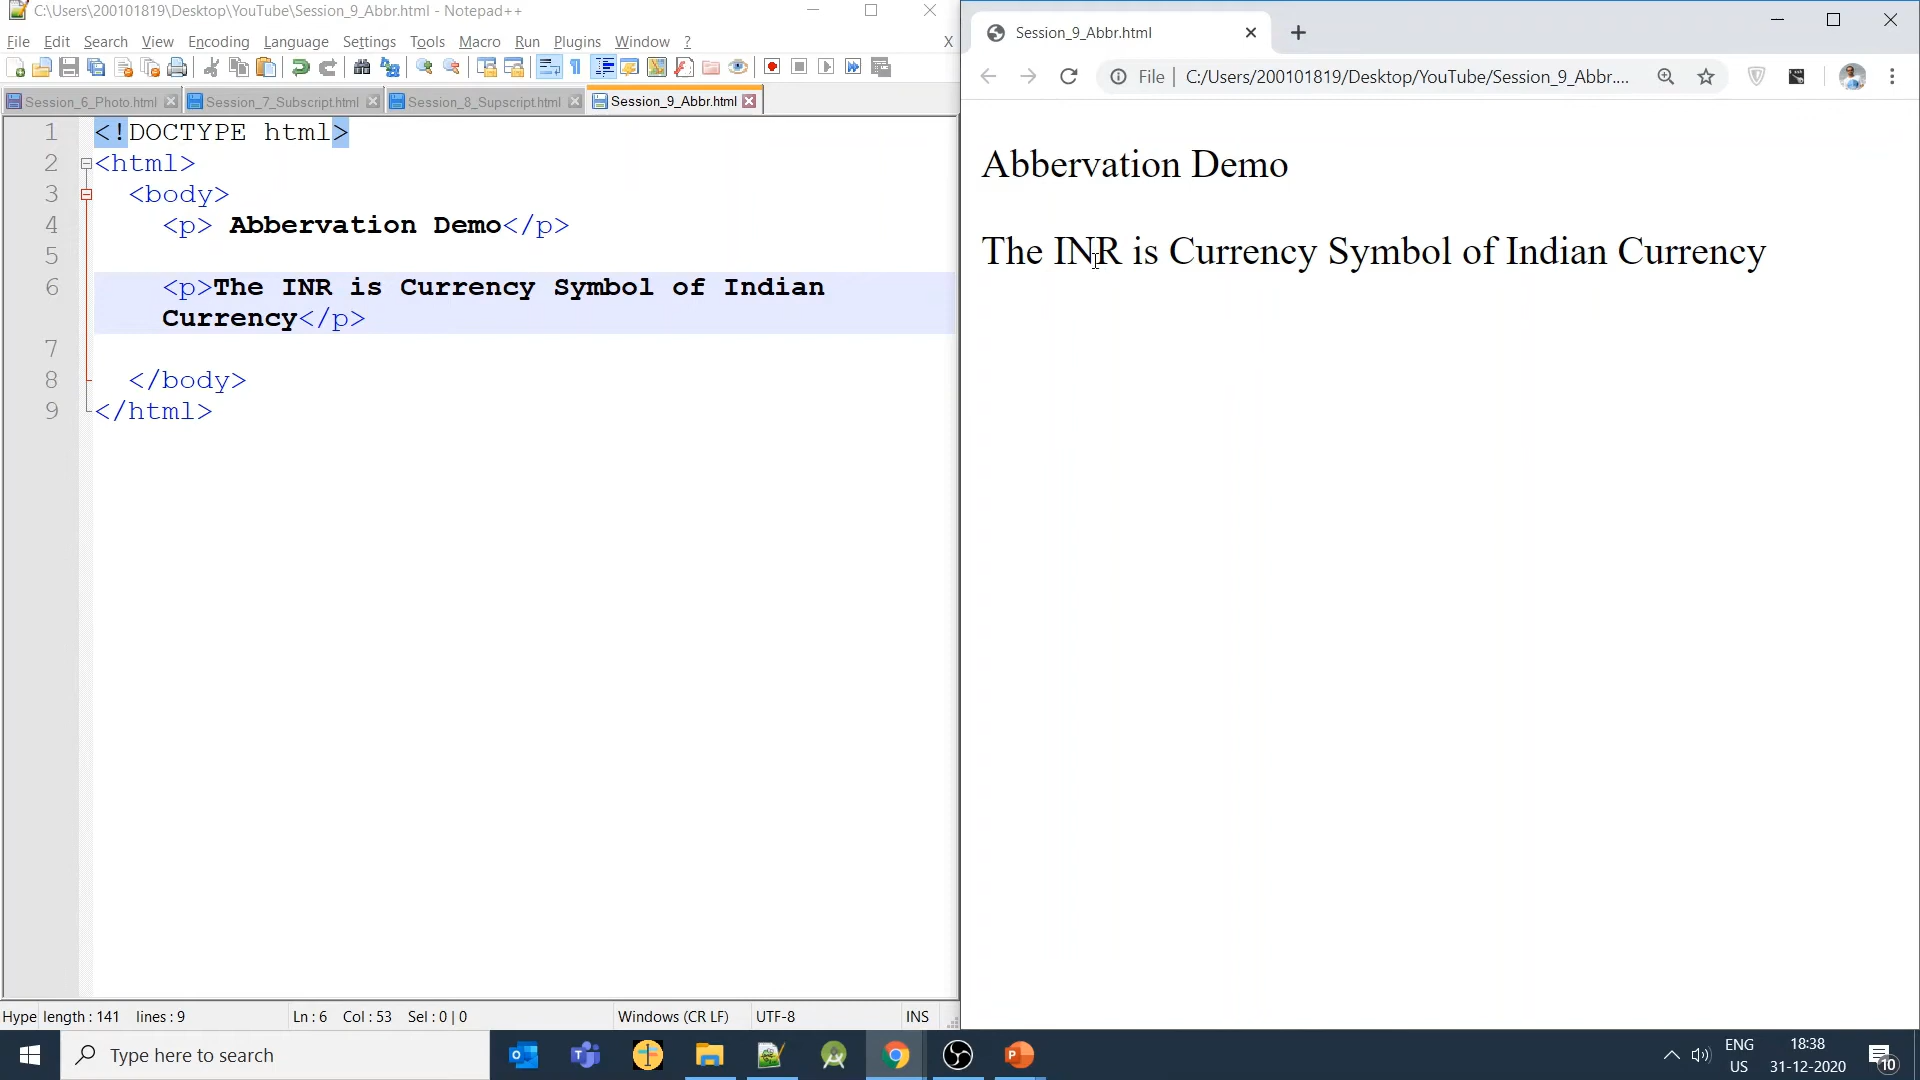 C:\Users\200101819\Desktop\YouTube\Session_9_Abbr.html - Notepad++
File Edit Search View Encoding Language Settings Tools Macro Run Plugins Window ? X
Session_6_Photo.html Session_7_Subscript.html Session_8_Supscript.html Session_9_Abbr.html
1 <!DOCTYPE html>
2 <html>
3 <body>
4 <p> Abbervation Demo</p>
5
6 <p>The INR is Currency Symbol of Indian
Currency</p>
7
8 </body>
9 </html>
Hype length : 141 lines : 9 Ln : 6 Col : 53 Sel : 0 | 0 Windows (CR LF) UTF-8 INS
Session_9_Abbr.html
File | C:/Users/200101819/Desktop/YouTube/Session_9_Abbr....
Abbervation Demo
The INR is Currency Symbol of Indian Currency
Type here to search
ENG
US
18:38
31-12-2020
10